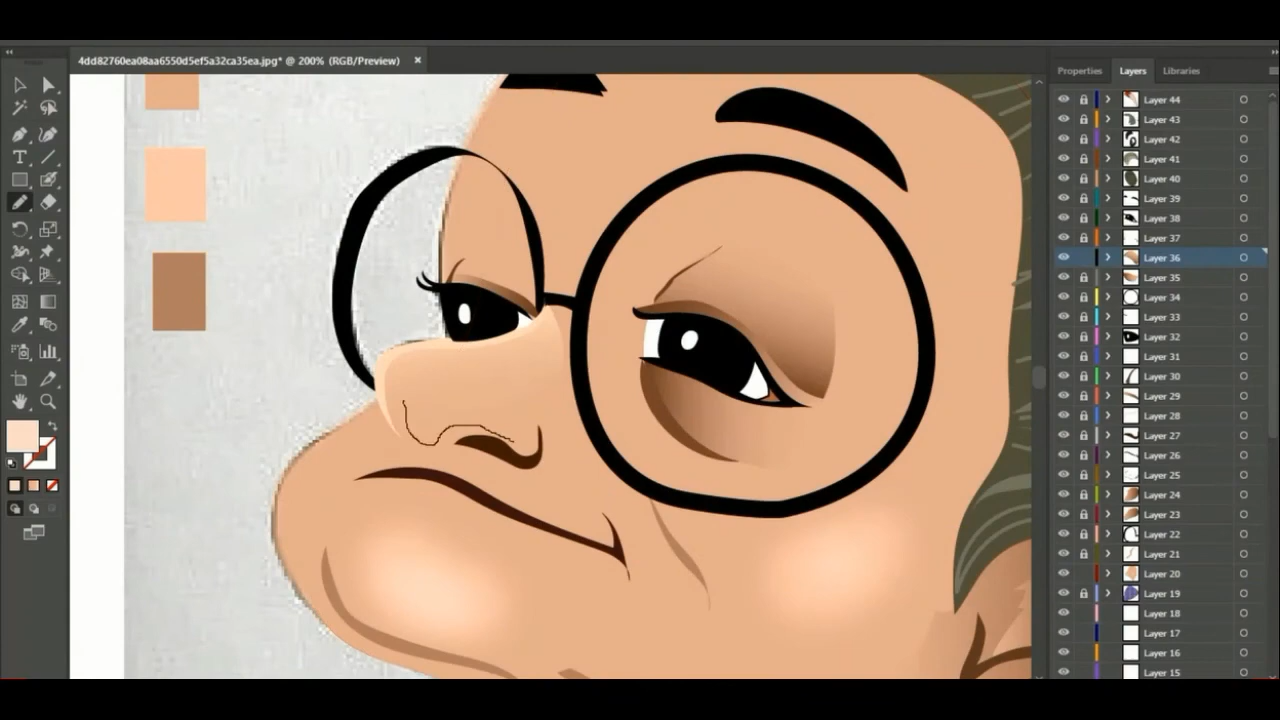 4dd82760ea08aa6550d5ef5a32ca35ea.jpg* @ 200% (RGB/Preview)
Properties Layers Libraries
Layer 44
Layer 43
Layer 42
Layer 41
Layer 40
Layer 39
Layer 38
Layer 37
Layer 36
Layer 35
Layer 34
Layer 33
Layer 32
Layer 31
Layer 30
Layer 29
Layer 28
Layer 27
Layer 26
Layer 25
Layer 24
Layer 23
Layer 22
Layer 21
Layer 20
Layer 19
Layer 18
Layer 17
Layer 16
Layer 15